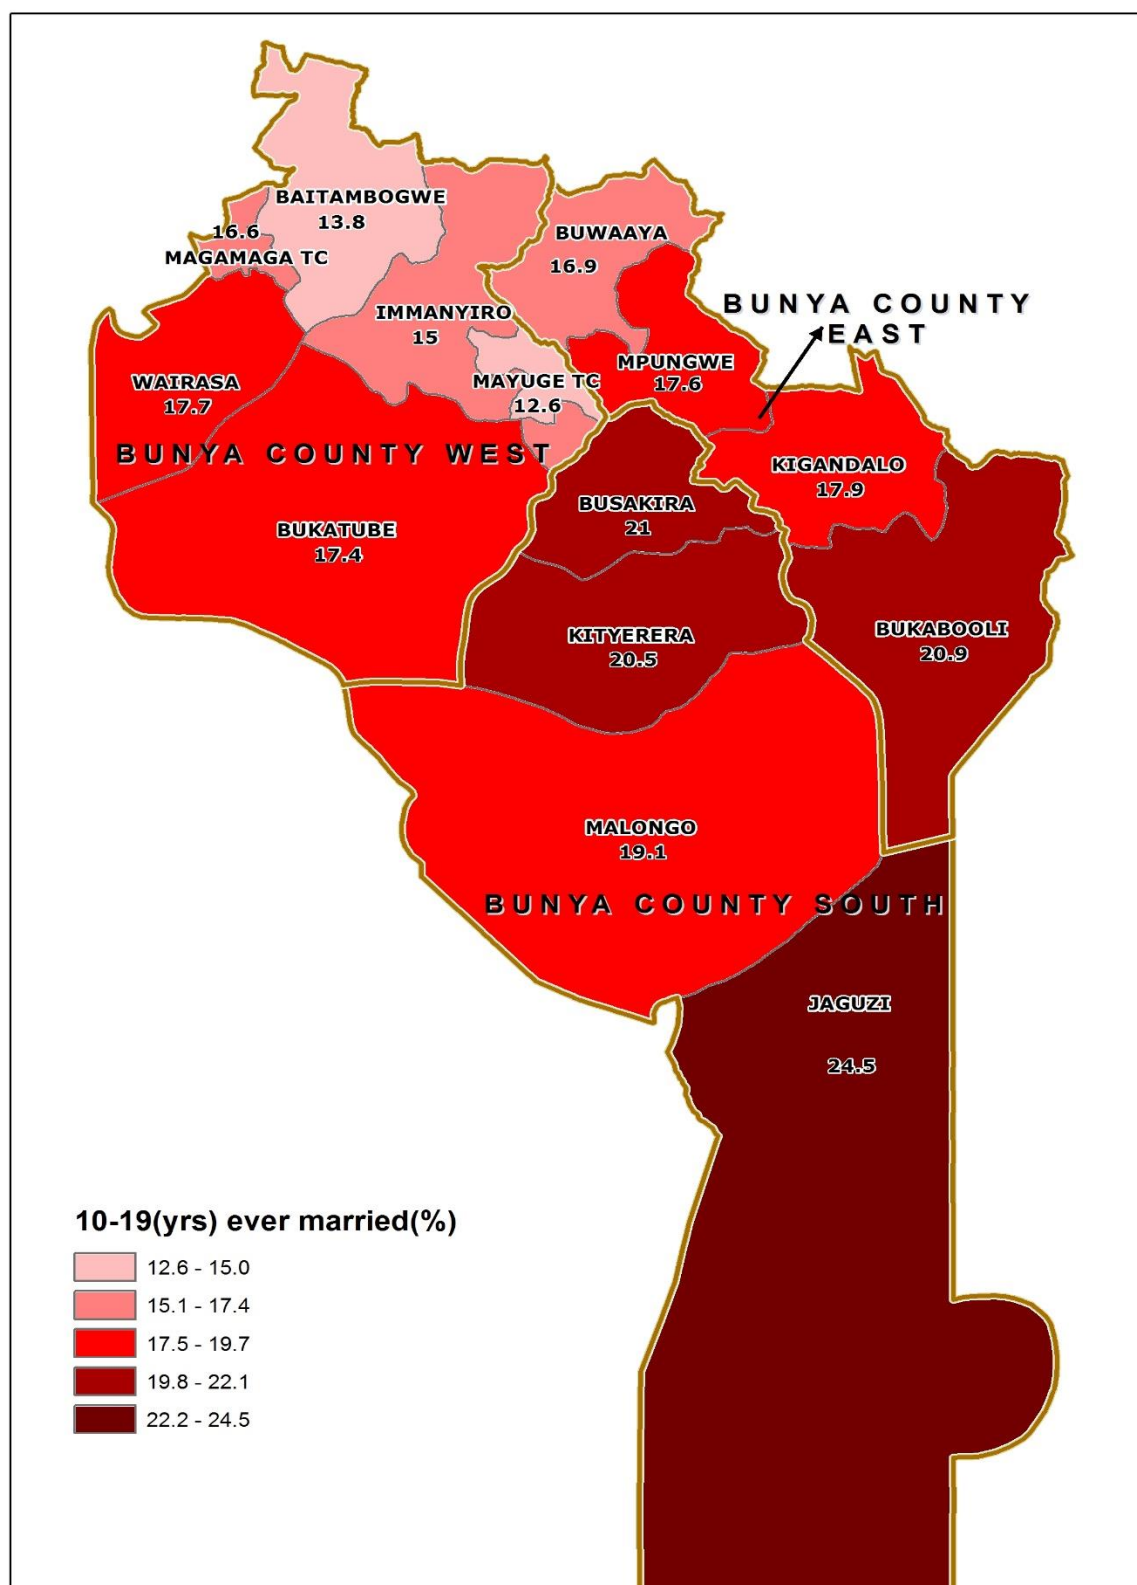 BAITAMBOGWE
13.8
16.6
MAGAMAGA TC
BUWAAYA
16.9
BUNYA COUNTY
EAST
IMMANYIRO
15
MPUNGWE
17.6
WAIRASA
17.7
MAYUGE TC
12.6
BUNYA COUNTY WEST
KIGANDALO
17.9
BUSAKIRA
21
BUKATUBE
17.4
KITYERERA
20.5
BUKABOOLI
20.9
MALONGO
19.1
BUNYA COUNTY SOUTH
JAGUZI
24.5
10-19(yrs) ever married(%)
12.6 - 15.0
15.1 - 17.4
17.5 - 19.7
19.8 - 22.1
22.2 - 24.5